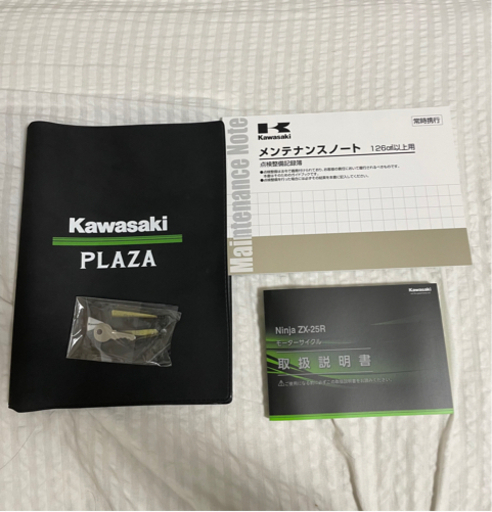 Kawasaki
PLAZA
Maintenance Note
Kawasaki
常時携行
メンテナンスノート 126cc以上用
点検整備記録簿
Kawasaki
Ninja ZX-25R
モーターサイクル
取扱説明書